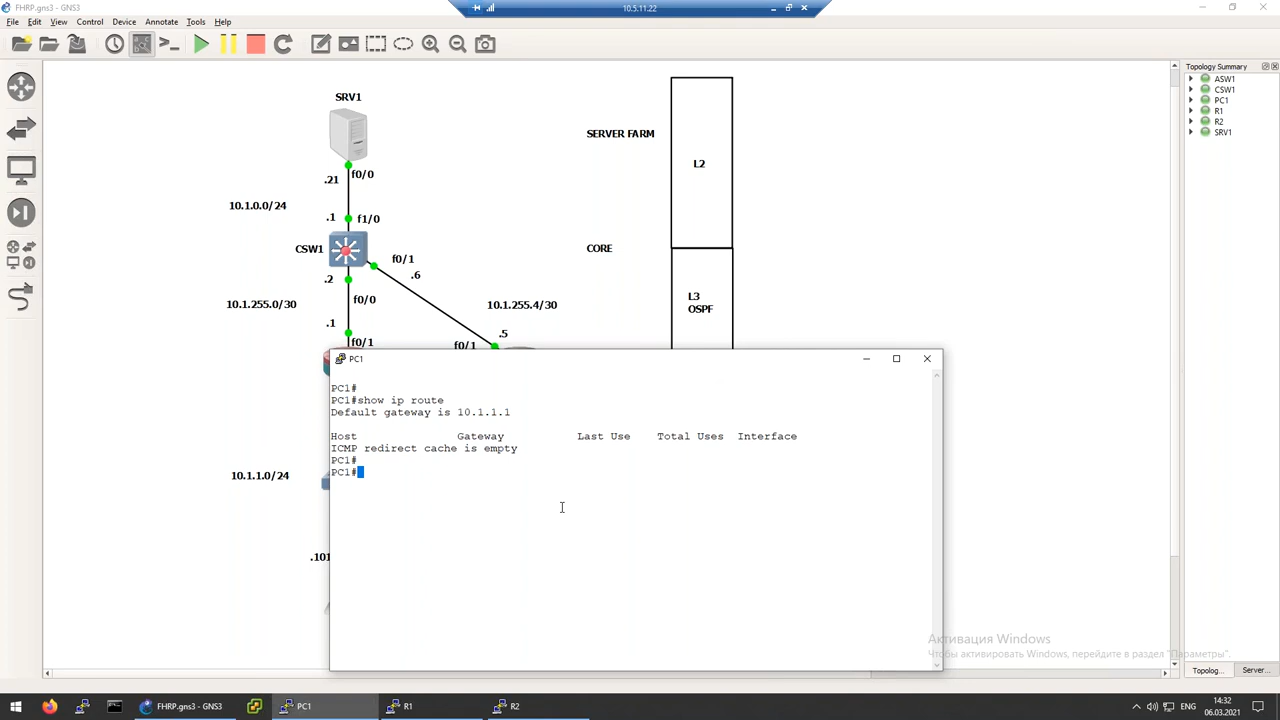 FHRP.gns3 - GNS3
10.5.11.22
File Edit View Control Device Annotate Tools Help
Topology Summary
ASW1
CSW1
PC1
R1
R2
SRV1
SRV1
SERVER FARM
L2
.21 f0/0
10.1.0.0/24
.1 f1/0
CSW1
CORE
f0/1
.6
.2
f0/0
10.1.255.0/30
10.1.255.4/30
L3
OSPF
.1
.5
f0/1
f0/1
10.1.1.0/24
.101
PC1
PC1#
PC1#show ip route
Default gateway is 10.1.1.1
Host Gateway Last Use Total Uses Interface
ICMP redirect cache is empty
PC1#
PC1#
Активация Windows
Чтобы активировать Windows, перейдите в раздел "Параметры".
Topolog... Server...
FHRP.gns3 - GNS3
PC1
R1
R2
ENG
14:32
06.03.2021